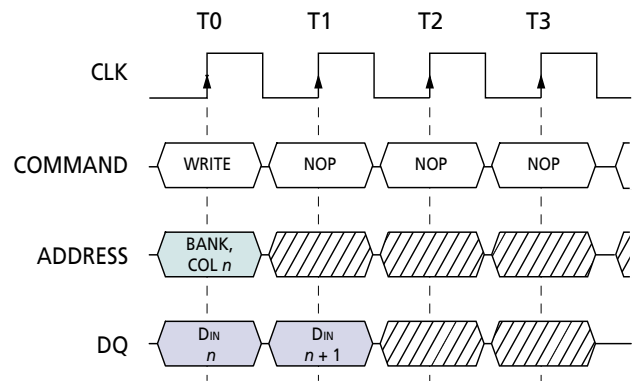 T0 T1 T2 T3
CLK
COMMAND WRITE NOP NOP NOP
ADDRESS BANK,
COL n
DQ DIN DIN
n n + 1